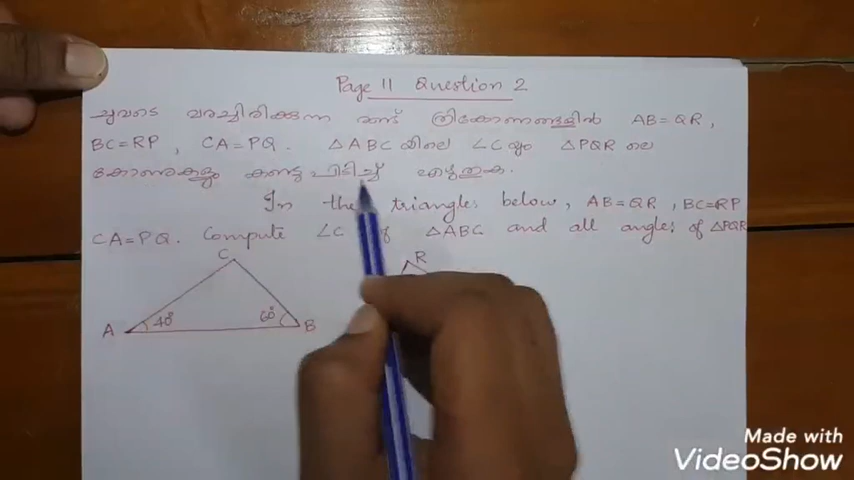 Page 11 Question 2
ചുവടെ വരച്ചിരിക്കുന്ന രണ്ട് ത്രികോണങ്ങളിൽ AB=QR,
BC=RP, CA=PQ. △ABC യിലെ ∠C യും △PQR ലെ
കോണുകളും കണ്ടുപിടിച്ച് എഴുതുക.
In the triangles below, AB=QR, BC=RP
CA=PQ. Compute ∠C of △ABC and all angles of △PQR
C R
A 40° 60° B
Made With
VideoShow